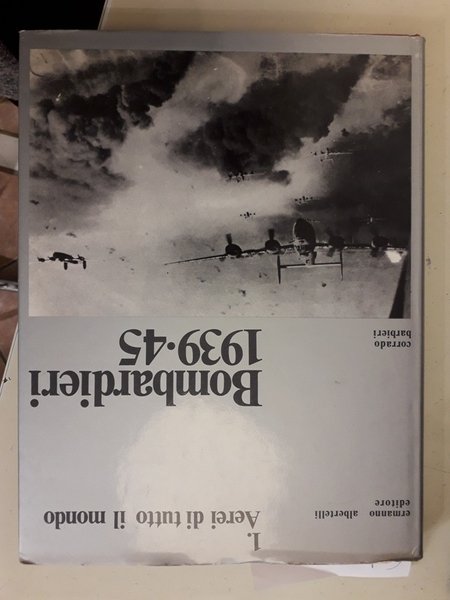 1.
Aerei di tutto il mondo
ermanno albertelli
editore
Bombardieri
1939·45
corrado
barbieri